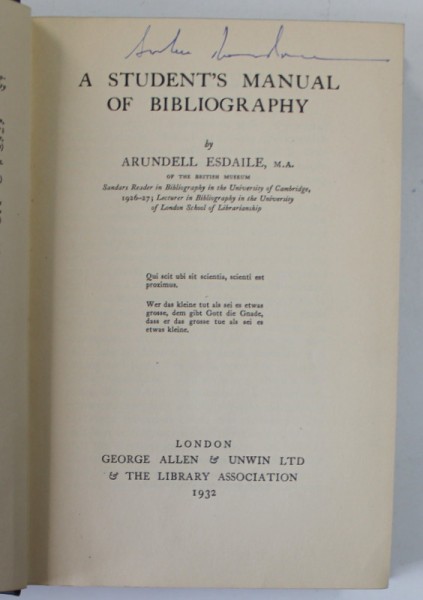 A STUDENT'S MANUAL
OF BIBLIOGRAPHY
by
ARUNDELL ESDAILE, M.A.
OF THE BRITISH MUSEUM
Sandars Reader in Bibliography in the University of Cambridge,
1926-27; Lecturer in Bibliography in the University
of London School of Librarianship
Qui scit ubi sit scientia, scienti est
proximus.
Wer das kleine tut als sei es etwas
grosse, dem gibt Gott die Gnade,
dass er das grosse tue als sei es
etwas kleine.
LONDON
GEORGE ALLEN & UNWIN LTD
& THE LIBRARY ASSOCIATION
1932